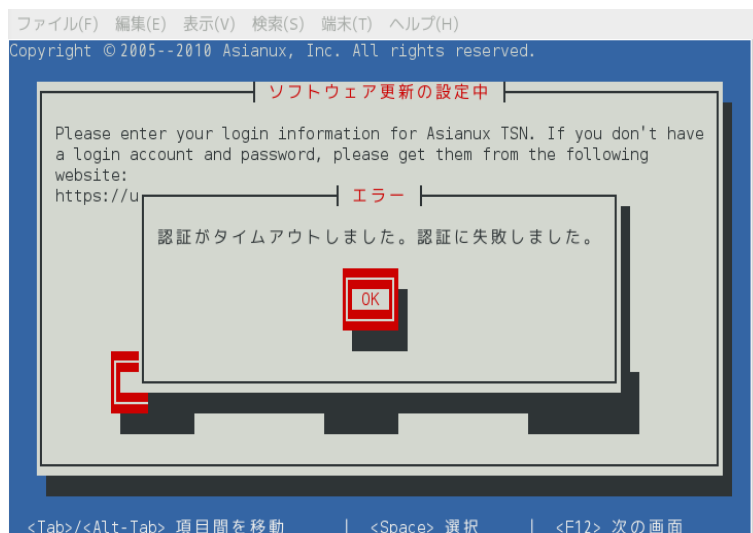 ファイル(F) 編集(E) 表示(V) 検索(S) 端末(T) ヘルプ(H)
Copyright © 2005--2010 Asianux, Inc. All rights reserved.
ソフトウェア更新の設定中
Please enter your login information for Asianux TSN. If you don't have
a login account and password, please get them from the following
website:
https://u
エラー
認証がタイムアウトしました。認証に失敗しました。
OK
<Tab>/<Alt-Tab> 項目間を移動 | <Space> 選択 | <F12> 次の画面